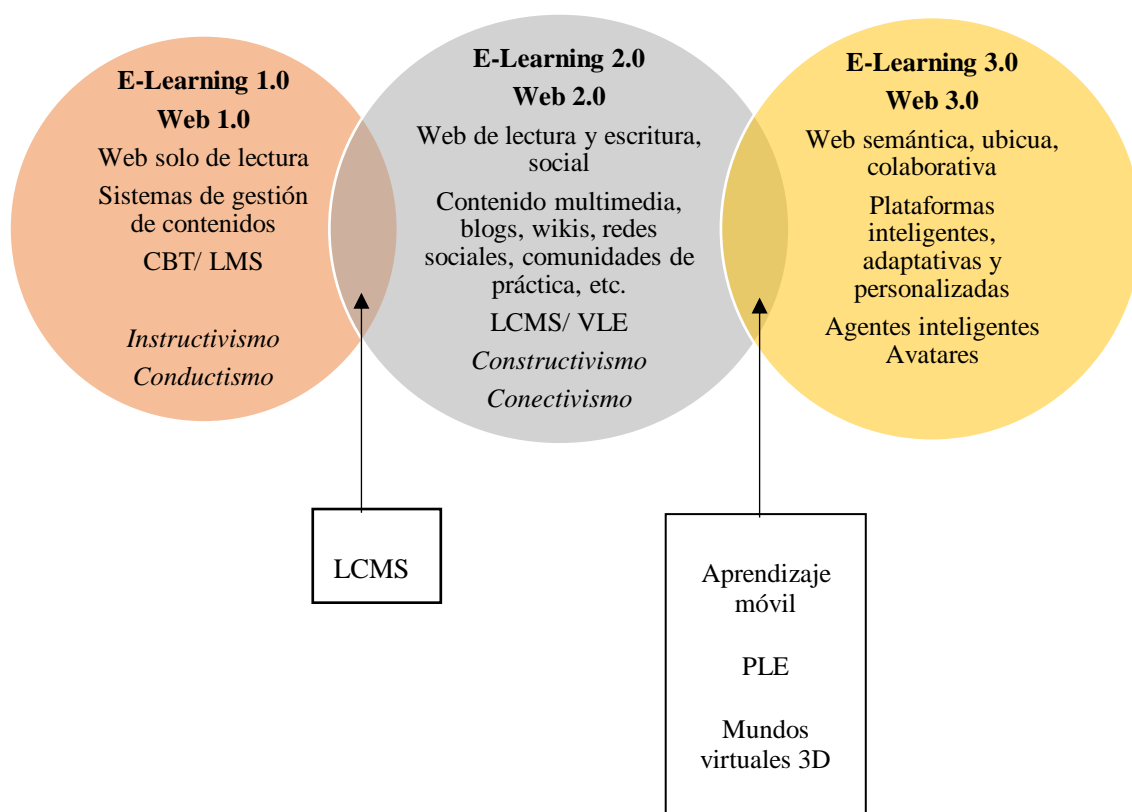 E-Learning 1.0
Web 1.0
Web solo de lectura
Sistemas de gestión
de contenidos
CBT/ LMS
Instructivismo
Conductismo
E-Learning 2.0
Web 2.0
Web de lectura y escritura,
social
Contenido multimedia,
blogs, wikis, redes
sociales, comunidades de
práctica, etc.
LCMS/ VLE
Constructivismo
Conectivismo
E-Learning 3.0
Web 3.0
Web semántica, ubicua,
colaborativa
Plataformas
inteligentes,
adaptativas y
personalizadas
Agentes inteligentes
Avatares
LCMS
Aprendizaje
móvil
PLE
Mundos
virtuales 3D